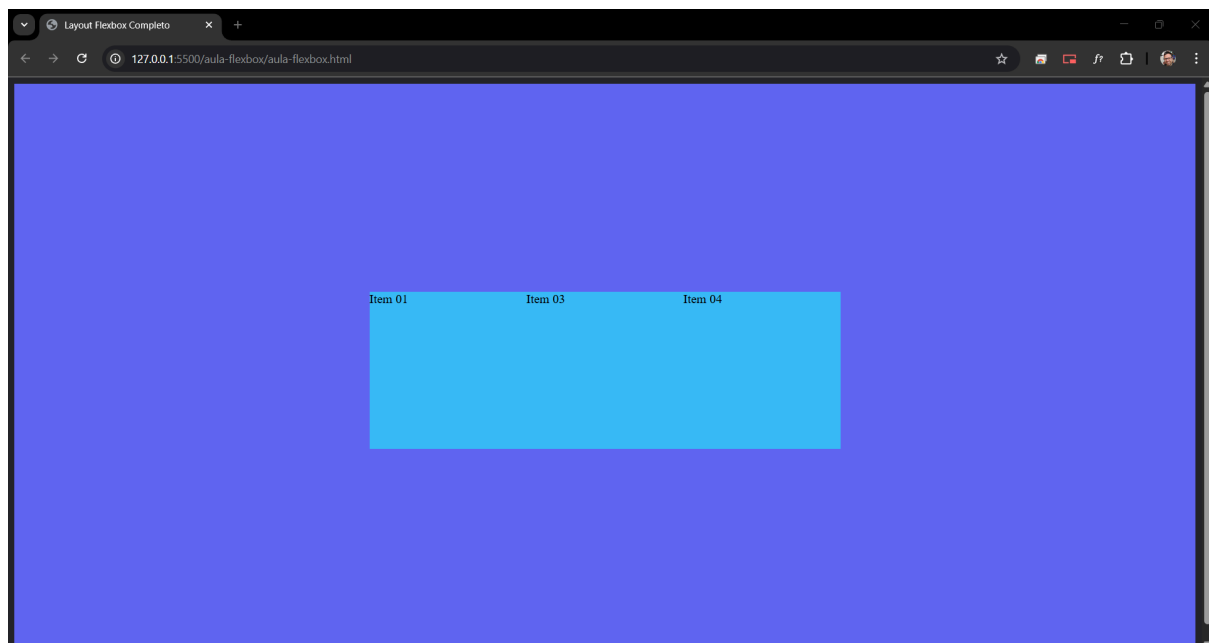 Layout Flexbox Completo
127.0.0.1:5500/aula-flexbox/aula-flexbox.html
f?
Item 01 Item 03 Item 04